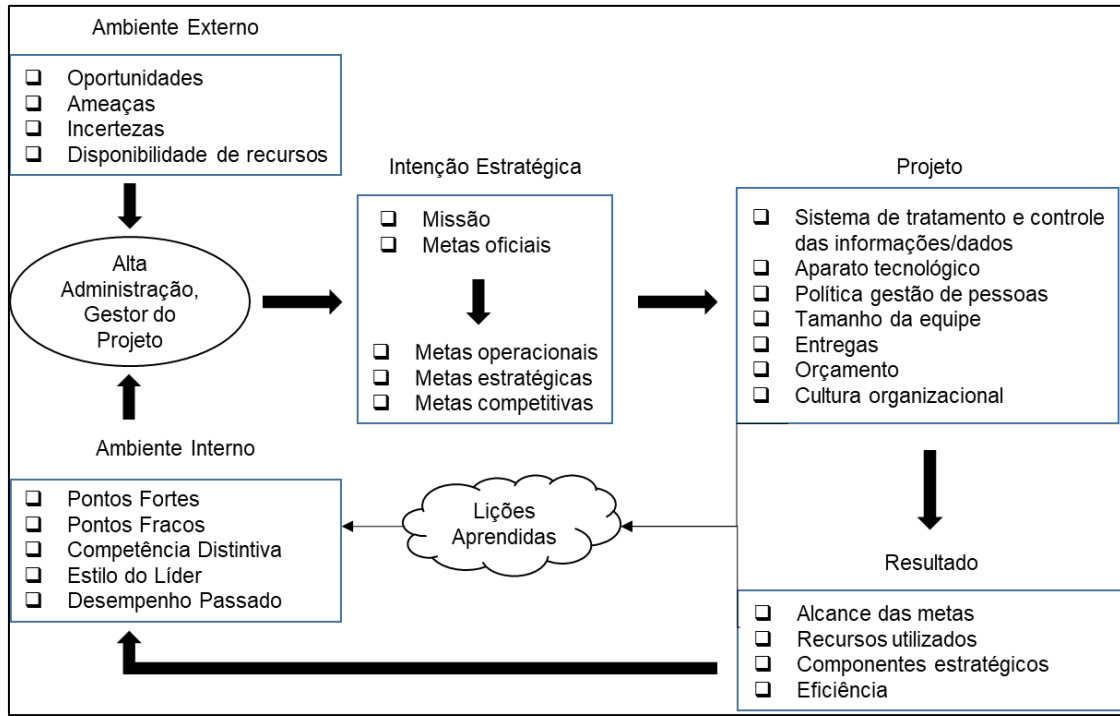 Ambiente Externo
❑ Oportunidades
❑ Ameaças
❑ Incertezas
❑ Disponibilidade de recursos
Alta
Administração,
Gestor do
Projeto
Intenção Estratégica
❑ Missão
❑ Metas oficiais
❑ Metas operacionais
❑ Metas estratégicas
❑ Metas competitivas
Projeto
❑ Sistema de tratamento e controle
das informações/dados
❑ Aparato tecnológico
❑ Política gestão de pessoas
❑ Tamanho da equipe
❑ Entregas
❑ Orçamento
❑ Cultura organizacional
Ambiente Interno
❑ Pontos Fortes
❑ Pontos Fracos
❑ Competência Distintiva
❑ Estilo do Líder
❑ Desempenho Passado
Lições
Aprendidas
Resultado
❑ Alcance das metas
❑ Recursos utilizados
❑ Componentes estratégicos
❑ Eficiência